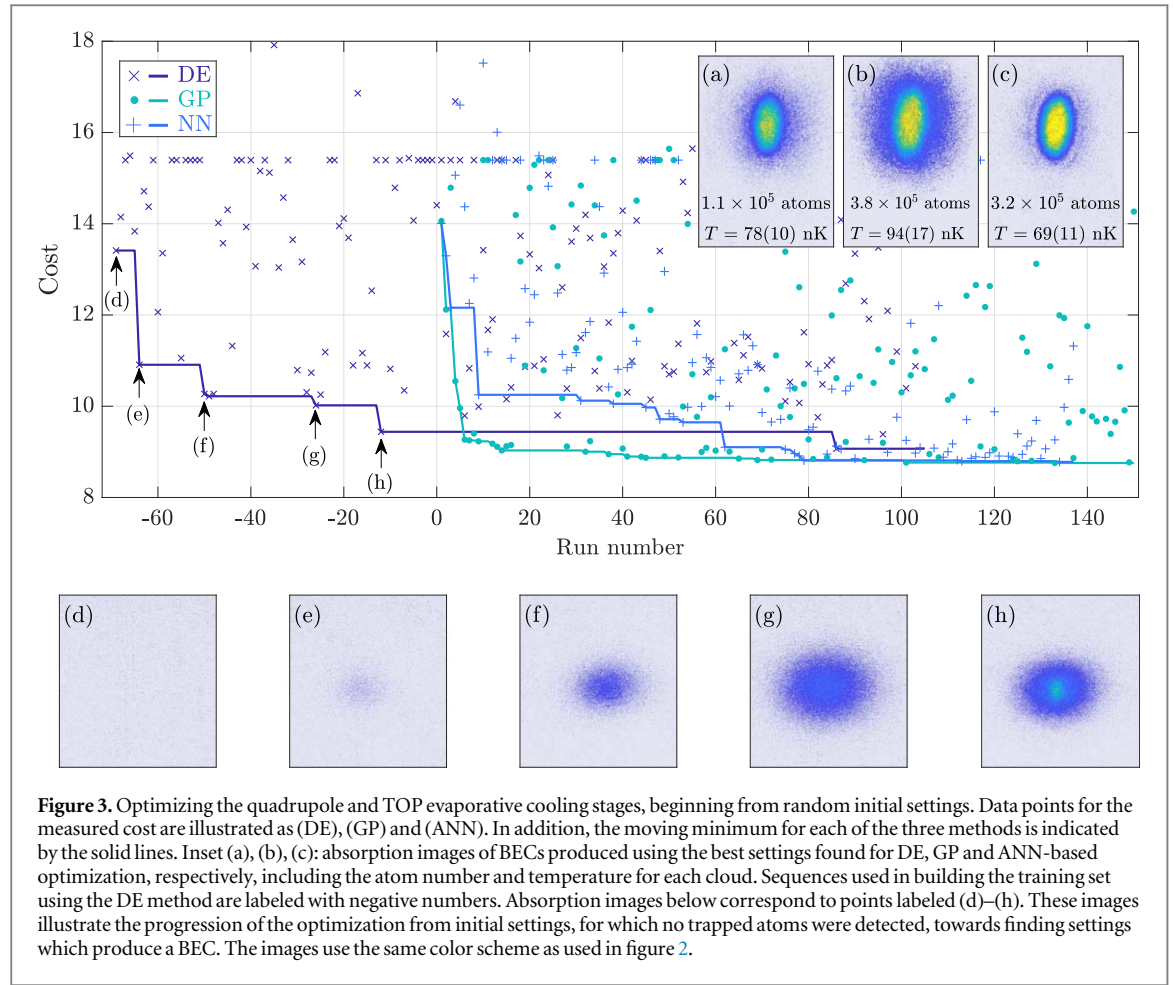 18
16
14
12
10
8
Cost
DE
GP
NN
(a)
(b)
(c)
1.1 × 10⁵ atoms
T = 78(10) nK
3.8 × 10⁵ atoms
T = 94(17) nK
3.2 × 10⁵ atoms
T = 69(11) nK
(d)
(e)
(f)
(g)
(h)
-60 -40 -20 0 20 40 60 80 100 120 140
Run number
(d)
(e)
(f)
(g)
(h)
Figure 3. Optimizing the quadrupole and TOP evaporative cooling stages, beginning from random initial settings. Data points for the
measured cost are illustrated as (DE), (GP) and (ANN). In addition, the moving minimum for each of the three methods is indicated
by the solid lines. Inset (a), (b), (c): absorption images of BECs produced using the best settings found for DE, GP and ANN-based
optimization, respectively, including the atom number and temperature for each cloud. Sequences used in building the training set
using the DE method are labeled with negative numbers. Absorption images below correspond to points labeled (d)–(h). These images
illustrate the progression of the optimization from initial settings, for which no trapped atoms were detected, towards finding settings
which produce a BEC. The images use the same color scheme as used in figure 2.